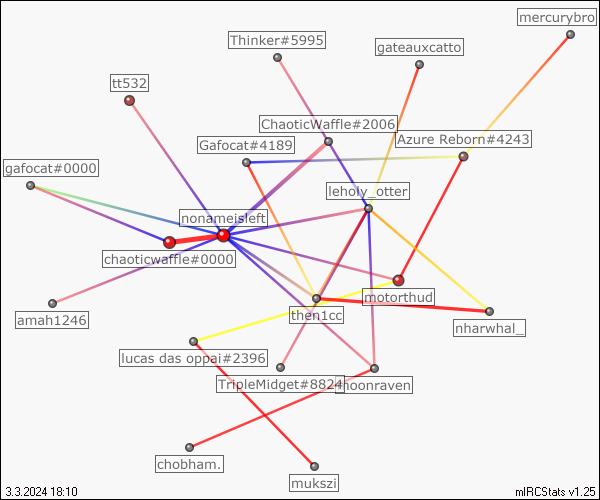 mercurybro
Thinker#5995
gateauxcatto
tt532
ChaoticWaffle#2006
Gafocat#4189
Azure Reborn#4243
gafocat#0000
leholy_otter
nonameisleft
chaoticwaffle#0000
motorthud
amah1246
then1cc
nharwhal_
lucas das oppai#2396
TripleMidget#8824
moonraven
chobham.
mukszi
3.3.2024 18:10
mIRCStats v1.25